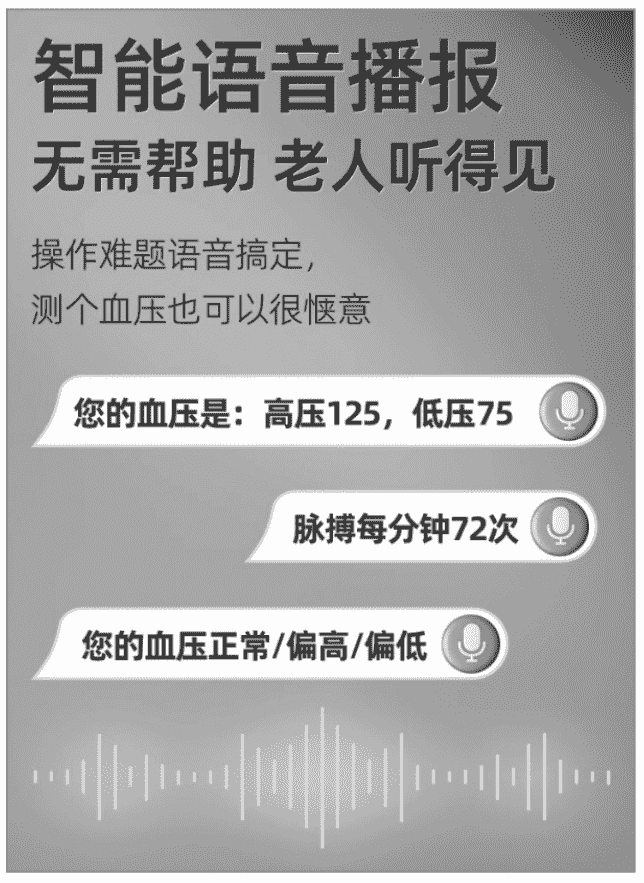 智能语音播报
无需帮助 老人听得见
操作难题语音搞定,
测个血压也可以很惬意
您的血压是：高压125，低压75
脉搏每分钟72次
您的血压正常/偏高/偏低